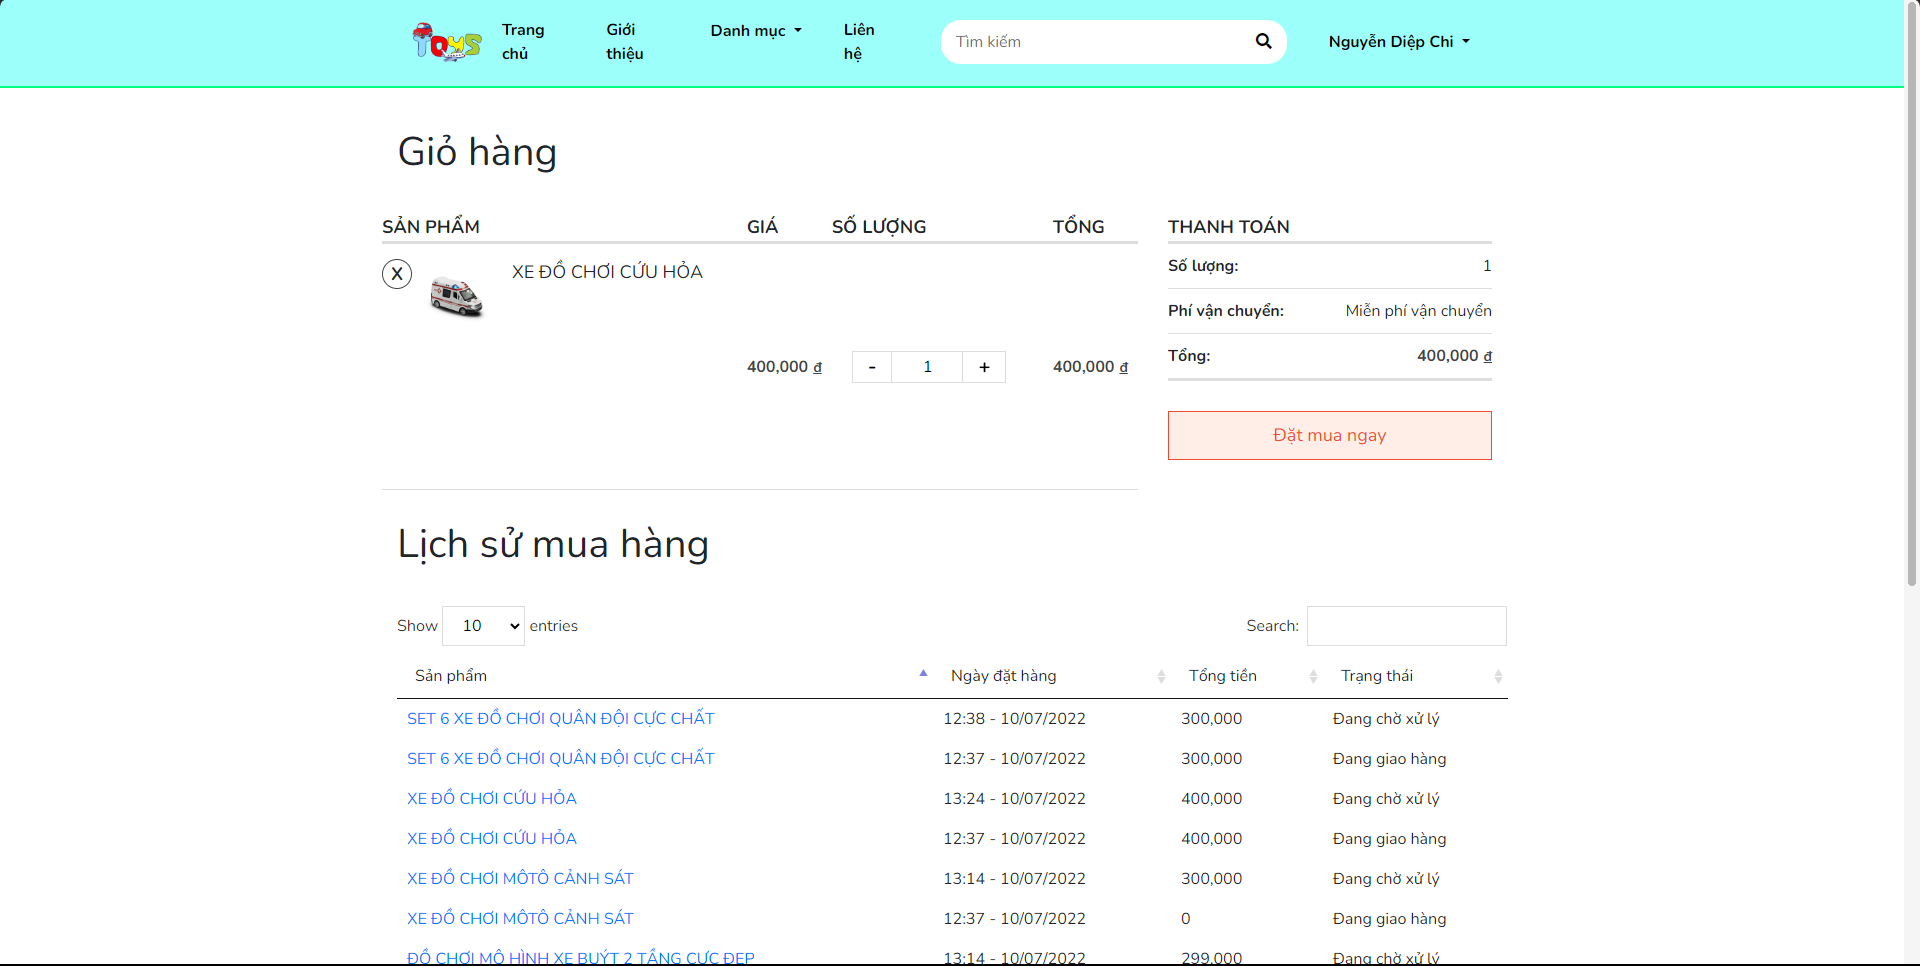 TOYS
Trang chủ
Giới thiệu
Danh mục
Liên hệ
Tìm kiếm
Nguyễn Diệp Chi
Giỏ hàng
SẢN PHẨM GIÁ SỐ LƯỢNG TỔNG
X XE ĐỒ CHƠI CỨU HỎA
400,000 đ - 1 + 400,000 đ
THANH TOÁN
Số lượng: 1
Phí vận chuyển: Miễn phí vận chuyển
Tổng: 400,000 đ
Đặt mua ngay
Lịch sử mua hàng
Show 10 entries Search:
Sản phẩm Ngày đặt hàng Tổng tiền Trạng thái
SET 6 XE ĐỒ CHƠI QUÂN ĐỘI CỰC CHẤT 12:38 - 10/07/2022 300,000 Đang chờ xử lý
SET 6 XE ĐỒ CHƠI QUÂN ĐỘI CỰC CHẤT 12:37 - 10/07/2022 300,000 Đang giao hàng
XE ĐỒ CHƠI CỨU HỎA 13:24 - 10/07/2022 400,000 Đang chờ xử lý
XE ĐỒ CHƠI CỨU HỎA 12:37 - 10/07/2022 400,000 Đang giao hàng
XE ĐỒ CHƠI MÔTÔ CẢNH SÁT 13:14 - 10/07/2022 300,000 Đang chờ xử lý
XE ĐỒ CHƠI MÔTÔ CẢNH SÁT 12:37 - 10/07/2022 0 Đang giao hàng
ĐỒ CHƠI MÔ HÌNH XE BUÝT 2 TẦNG CỰC ĐẸP 13:14 - 10/07/2022 299,000 Đang chờ xử lý